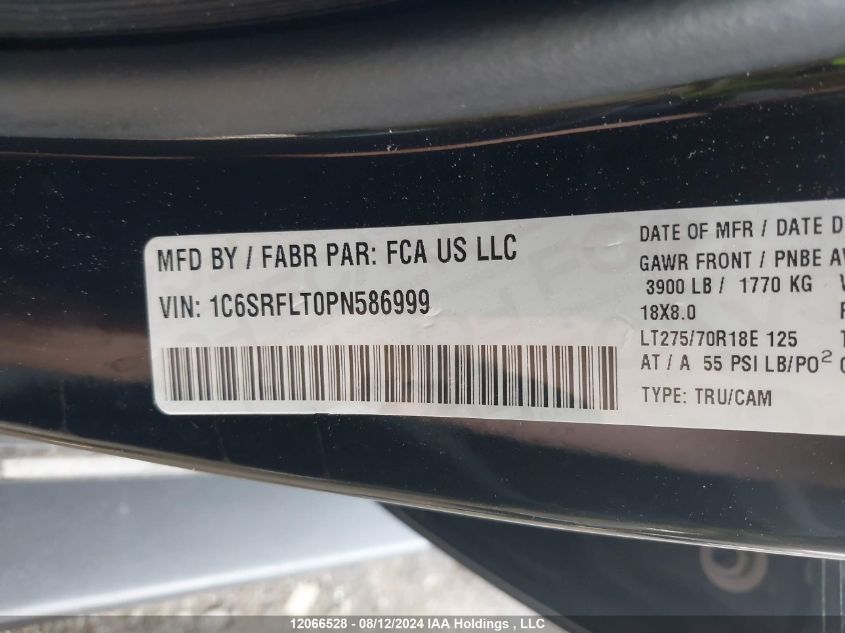 MFD BY / FABR PAR: FCA US LLC
VIN: 1C6SRFLT0PN586999
DATE OF MFR / DATE D
GAWR FRONT / PNBE AV
3900 LB / 1770 KG
18X8.0
LT275/70R18E 125
AT / A 55 PSI LB/PO²
TYPE: TRU/CAM
12066528 - 08/12/2024 IAA Holdings , LLC